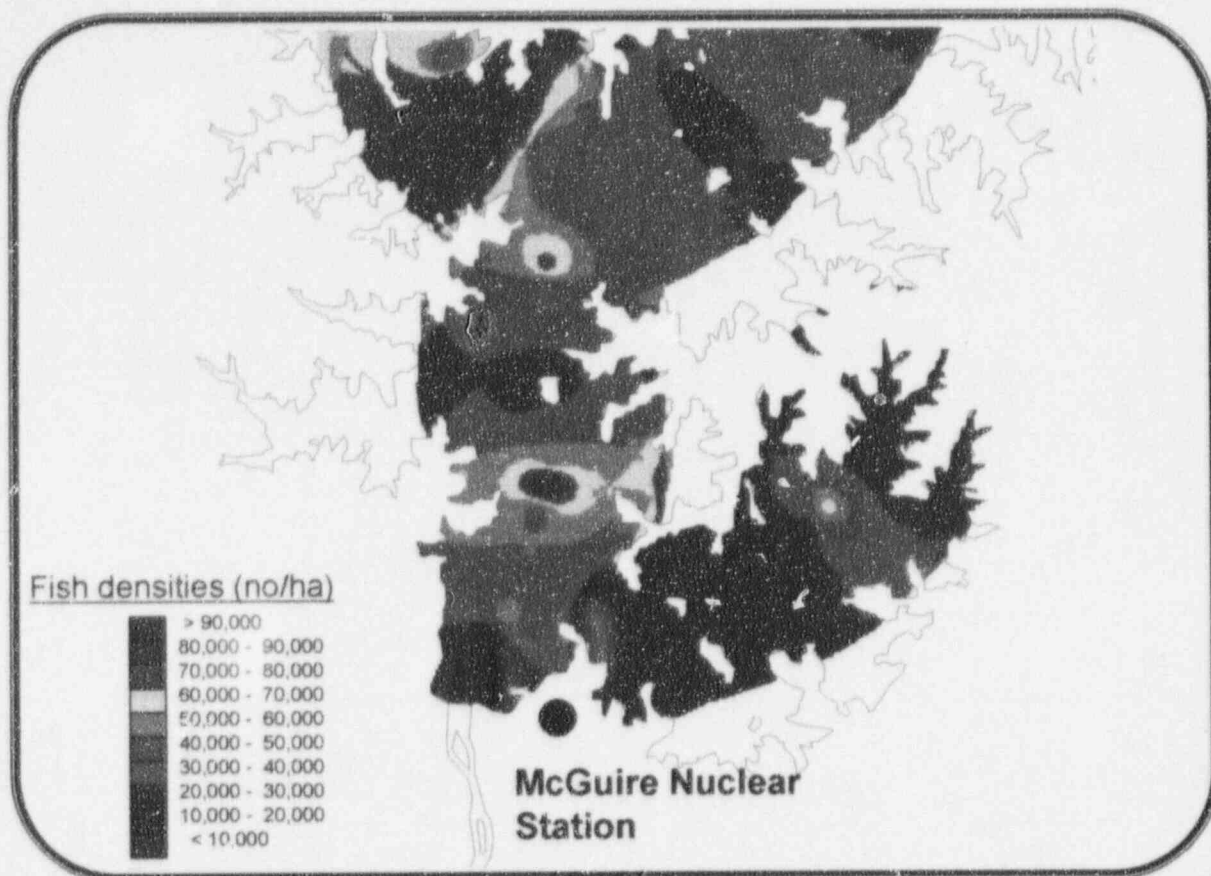 Fish densities (no/ha)
> 90,000
80,000 - 90,000
70,000 - 80,000
60,000 - 70,000
50,000 - 60,000
40,000 - 50,000
30,000 - 40,000
20,000 - 30,000
10,000 - 20,000
< 10,000
McGuire Nuclear
Station